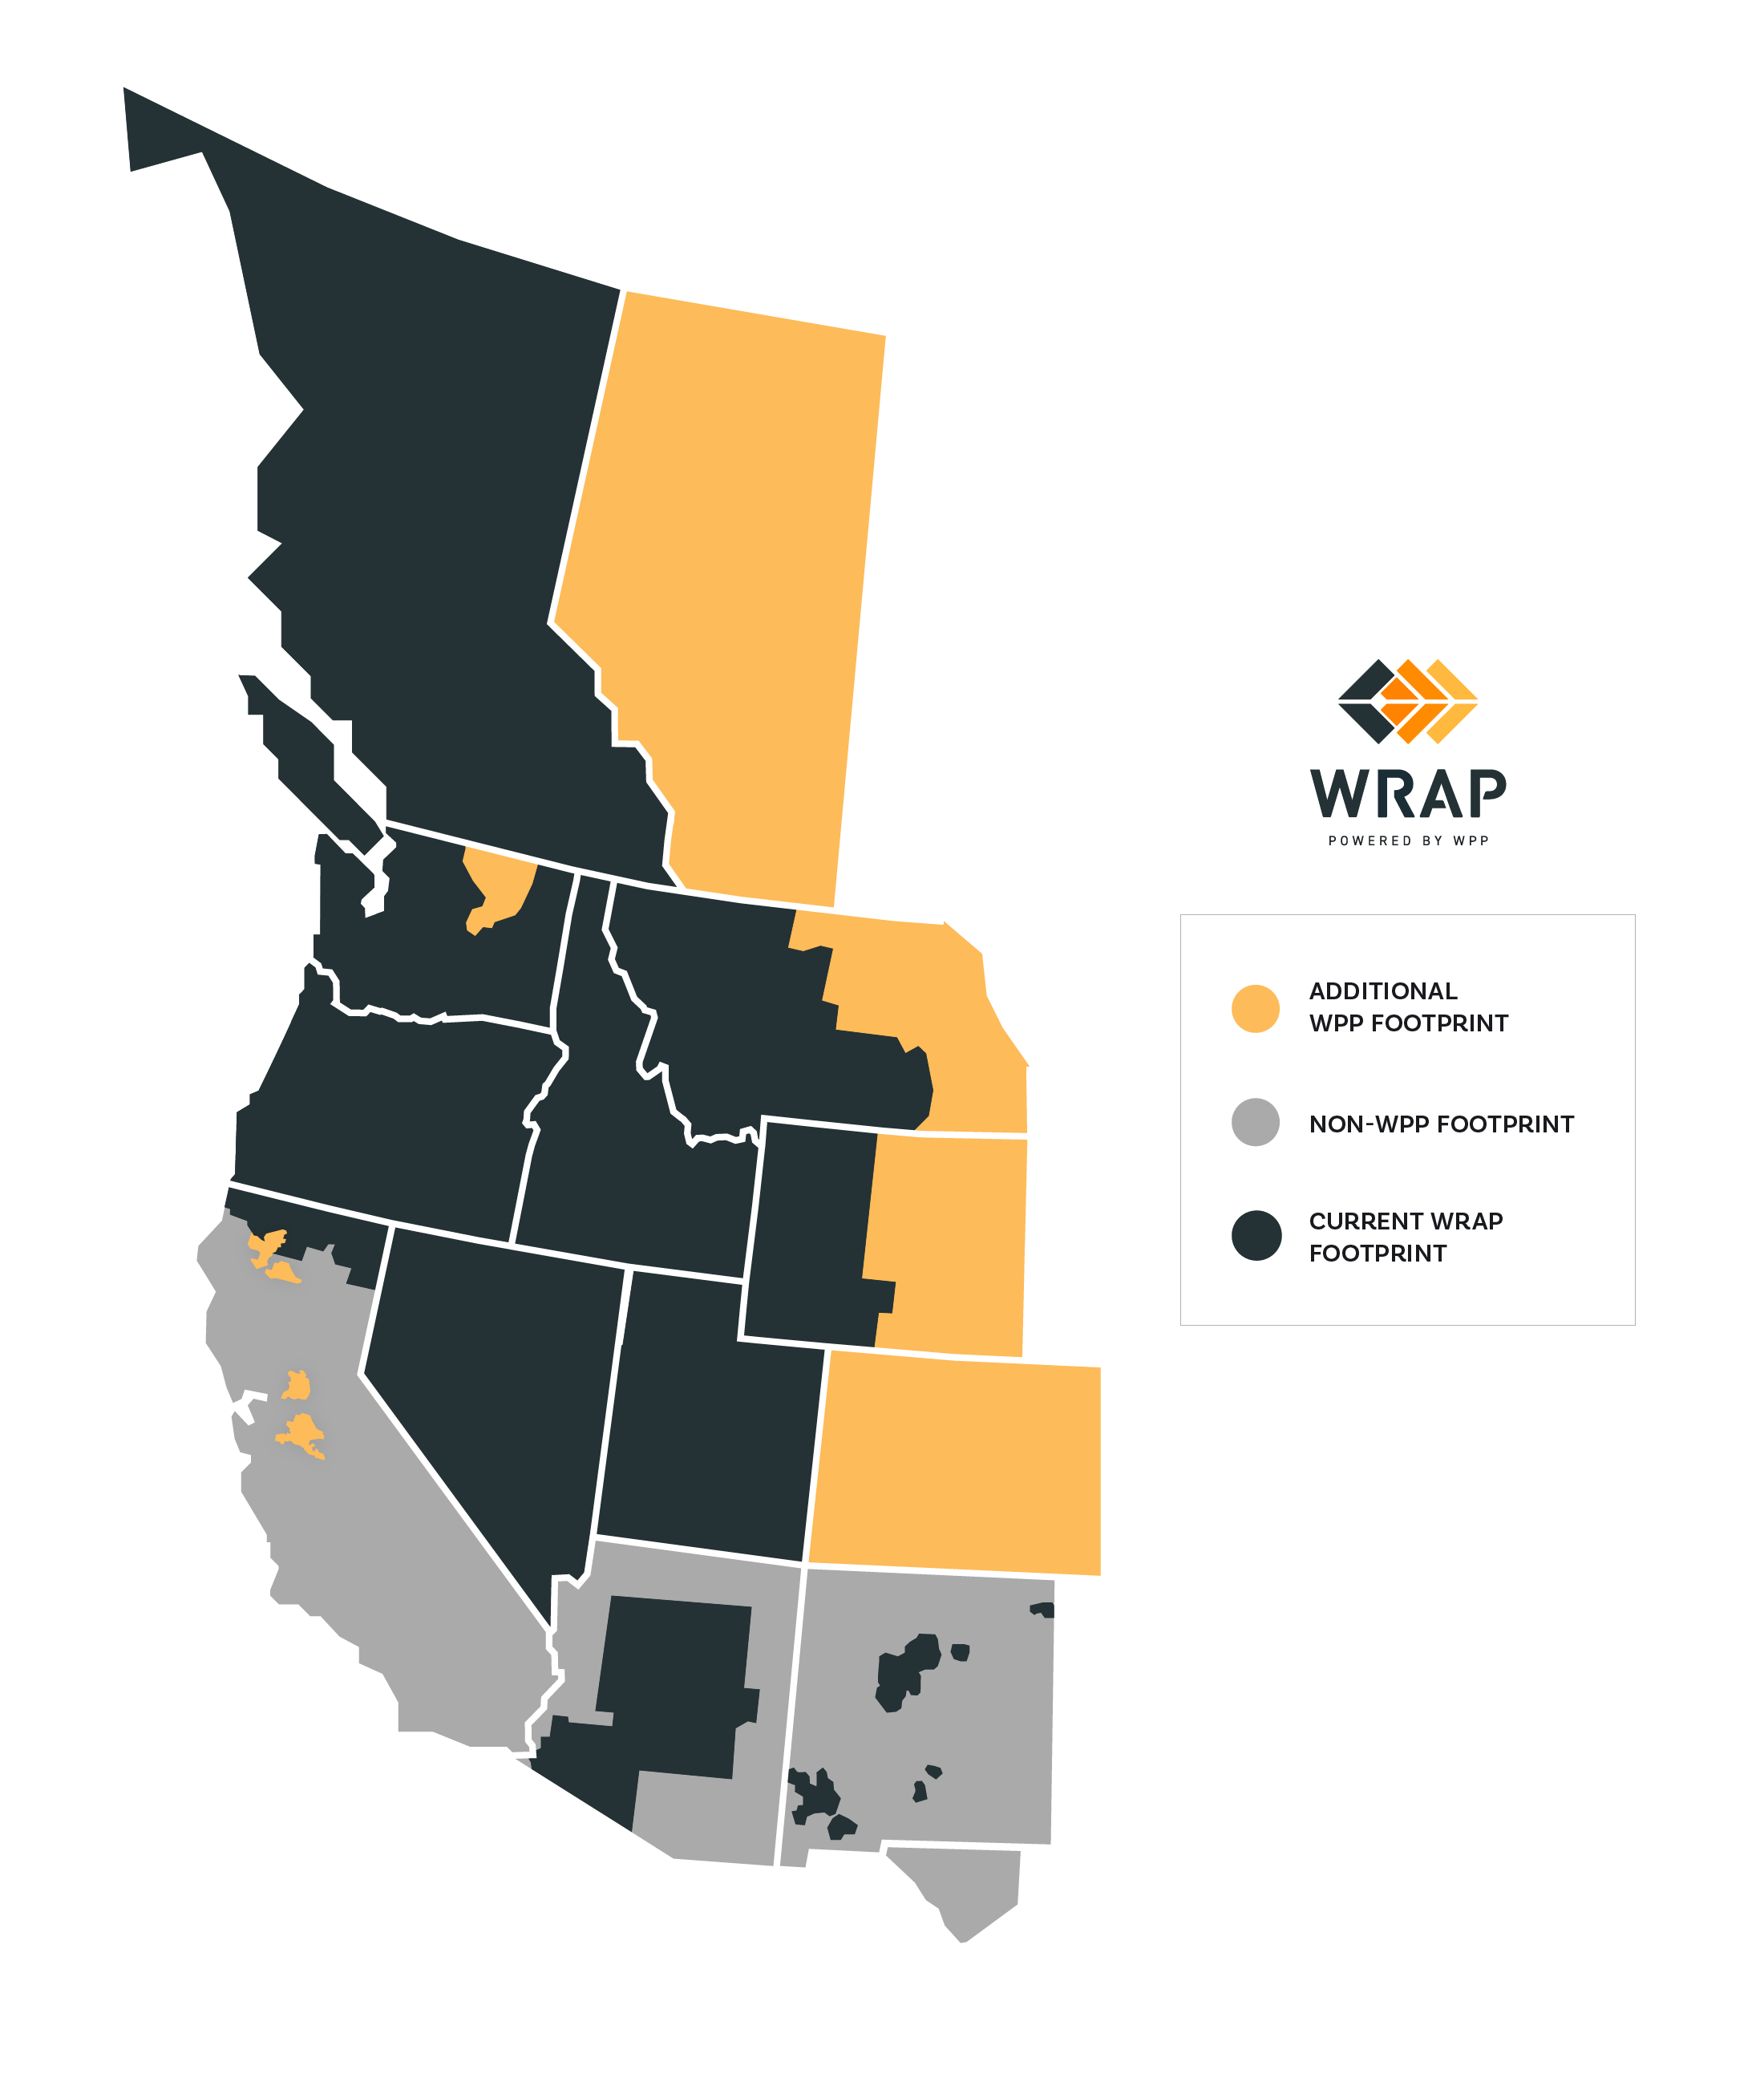 WRAP
POWERED BY WPP
ADDITIONAL
WPP FOOTPRINT
NON-WPP FOOTPRINT
CURRENT WRAP
FOOTPRINT